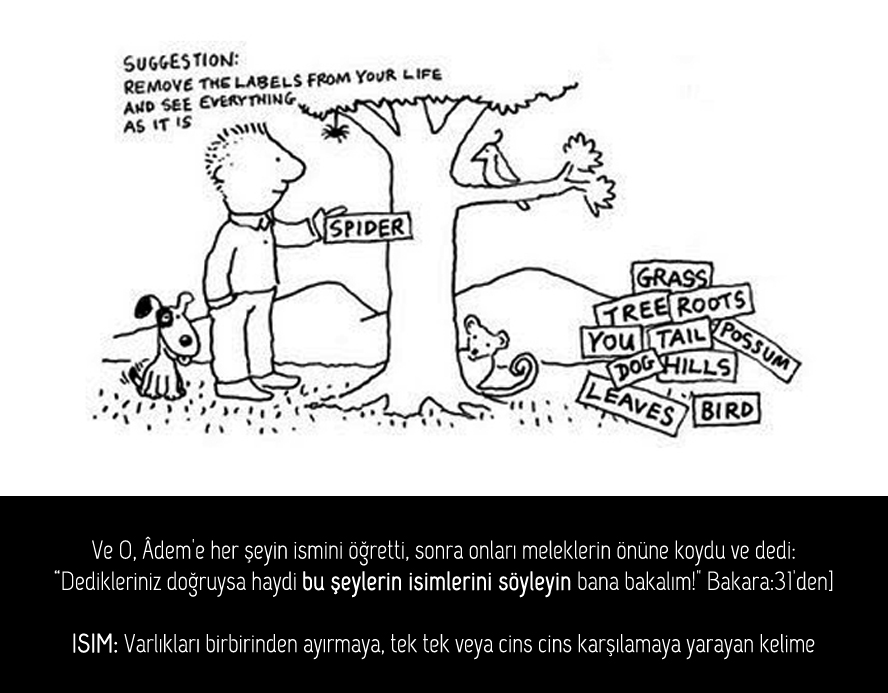 SUGGESTION:
REMOVE THE LABELS FROM YOUR LIFE
AND SEE EVERYTHING
AS IT IS
SPIDER
GRASS
TREE ROOTS
YOU TAIL POSSUM
DOG HILLS
LEAVES BIRD
Ve O, Âdem'e her şeyin ismini öğretti, sonra onları meleklerin önüne koydu ve dedi:
“Dedikleriniz doğruysa haydi bu şeylerin isimlerini söyleyin bana bakalım!" Bakara:31'den]
ISIM: Varlıkları birbirinden ayırmaya, tek tek veya cins cins karşılamaya yarayan kelime